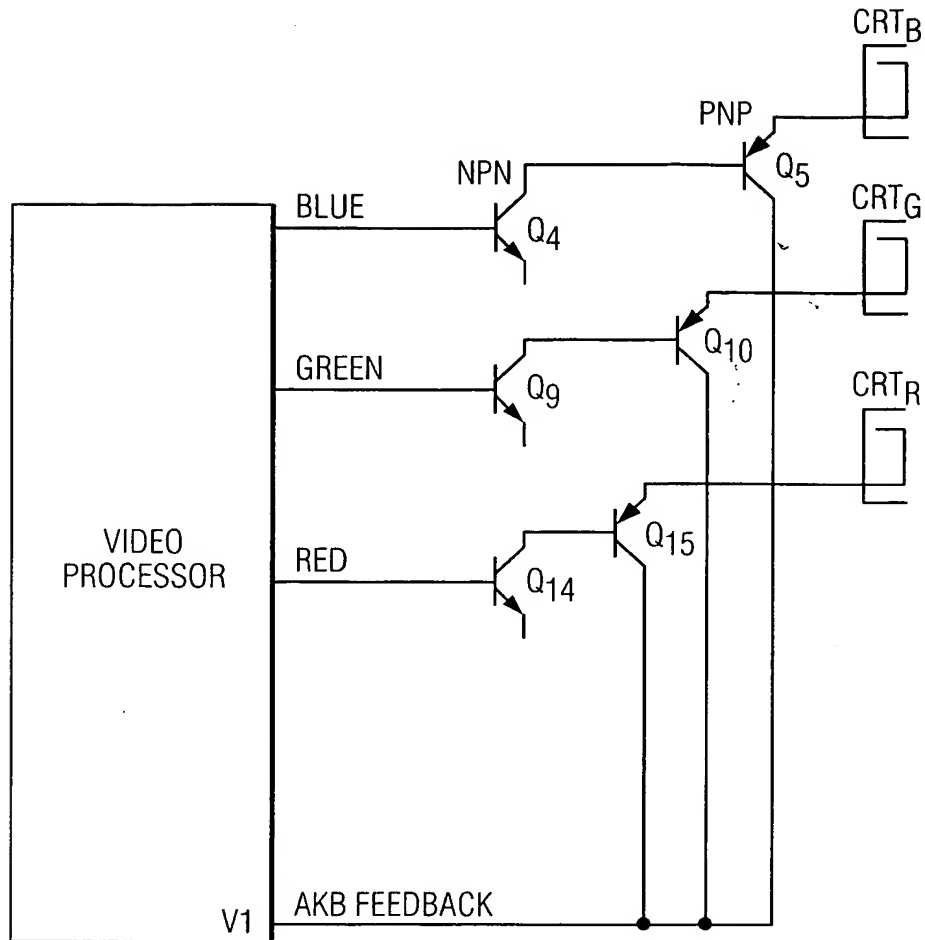 CRTB
PNP
Q5
NPN
BLUE
Q4
CRTG
Q10
GREEN
Q9
CRTR
Q15
VIDEO
PROCESSOR
RED
Q14
V1
AKB FEEDBACK